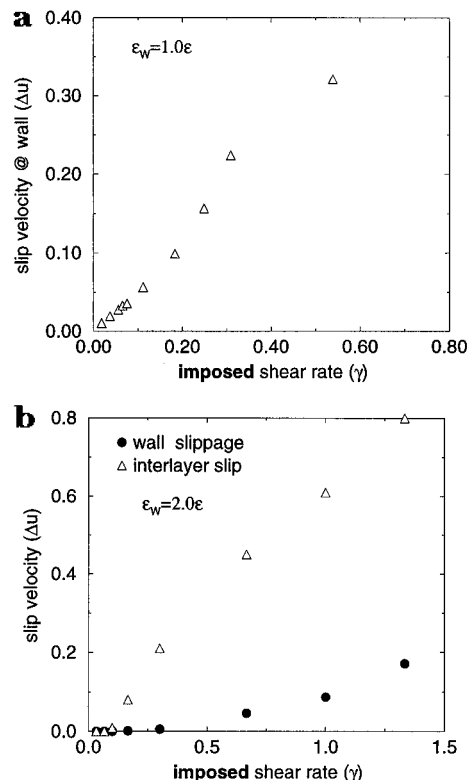 a
0.40
εw=1.0ε
0.30
0.20
0.10
0.00
slip velocity @ wall (Δu)
0.00 0.20 0.40 0.60 0.80
imposed shear rate (γ)
b
0.8
● wall slippage
△ interlayer slip
εw=2.0ε
0.6
0.4
0.2
0.0
slip velocity (Δu)
0.0 0.5 1.0 1.5
imposed shear rate (γ)